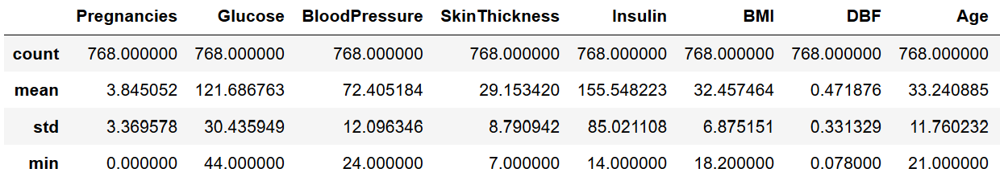 Pregnancies Glucose BloodPressure SkinThickness Insulin BMI DBF Age
count 768.000000 768.000000 768.000000 768.000000 768.000000 768.000000 768.000000 768.000000
mean 3.845052 121.686763 72.405184 29.153420 155.548223 32.457464 0.471876 33.240885
std 3.369578 30.435949 12.096346 8.790942 85.021108 6.875151 0.331329 11.760232
min 0.000000 44.000000 24.000000 7.000000 14.000000 18.200000 0.078000 21.000000